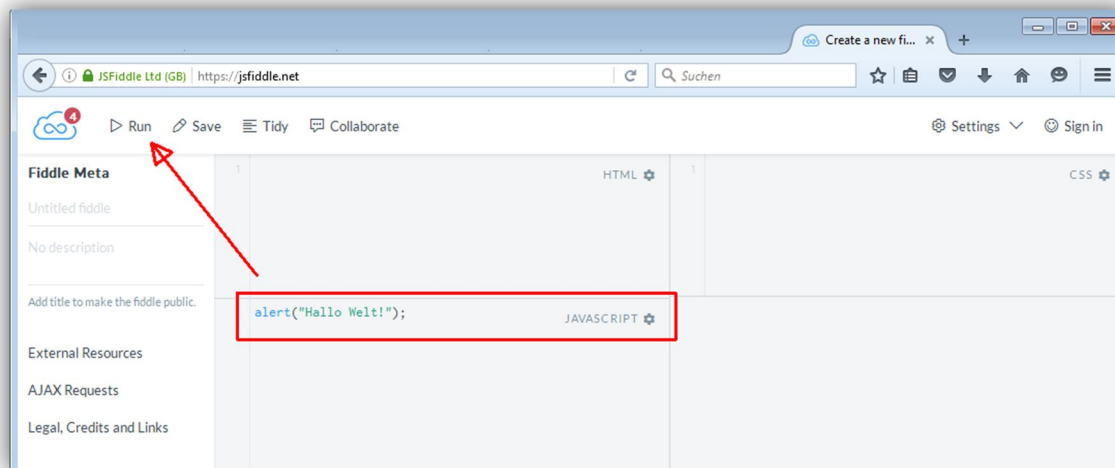 Create a new fi...
JSFiddle Ltd (GB) https://jsfiddle.net
Suchen
4
Run Save Tidy Collaborate
Settings Sign in
Fiddle Meta
Untitled fiddle
No description
Add title to make the fiddle public.
External Resources
AJAX Requests
Legal, Credits and Links
1
HTML
1
CSS
alert("Hallo Welt!");
JAVASCRIPT